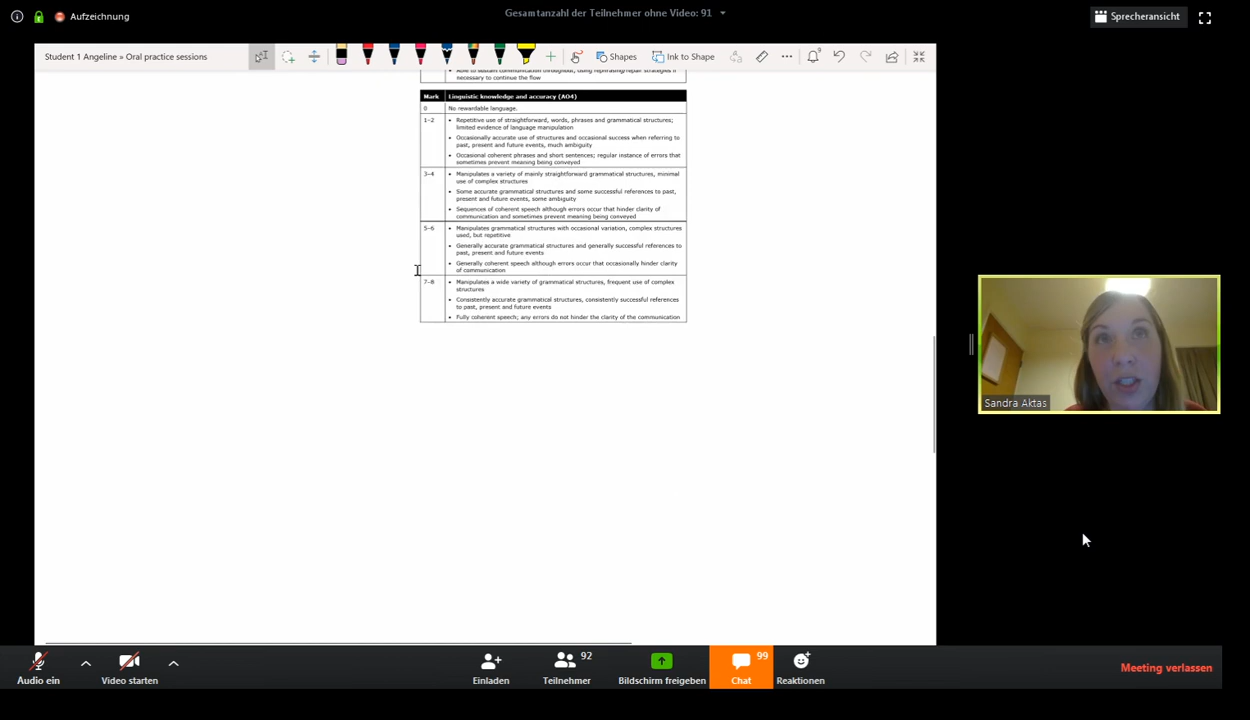 Gesamtanzahl der Teilnehmer ohne Video: 91
Aufzeichnung
Sprecheransicht
Student 1 Angeline » Oral practice sessions
Shapes
Ink to Shape
9
necessary to continue the flow
Mark Linguistic knowledge and accuracy (AO4)
0 No rewardable language.
1–2 • Repetitive use of straightforward, words, phrases and grammatical structures;
limited evidence of language manipulation
• Occasionally accurate use of structures and occasional success when referring to
past, present and future events, much ambiguity
• Occasional coherent phrases and short sentences; regular instance of errors that
sometimes prevent meaning being conveyed
3–4 • Manipulates a variety of mainly straightforward grammatical structures, minimal
use of complex structures
• Some accurate grammatical structures and some successful references to past,
present and future events, some ambiguity
• Sequences of coherent speech although errors occur that hinder clarity of
communication and sometimes prevent meaning being conveyed
5–6 • Manipulates grammatical structures with occasional variation, complex structures
used, but repetitive
• Generally accurate grammatical structures and generally successful references to
past, present and future events
• Generally coherent speech although errors occur that occasionally hinder clarity
of communication
7–8 • Manipulates a wide variety of grammatical structures, frequent use of complex
structures
• Consistently accurate grammatical structures, consistently successful references
to past, present and future events
• Fully coherent speech; any errors do not hinder the clarity of the communication
Sandra Aktas
92
99
Audio ein
Video starten
Einladen
Teilnehmer
Bildschirm freigeben
Chat
Reaktionen
Meeting verlassen